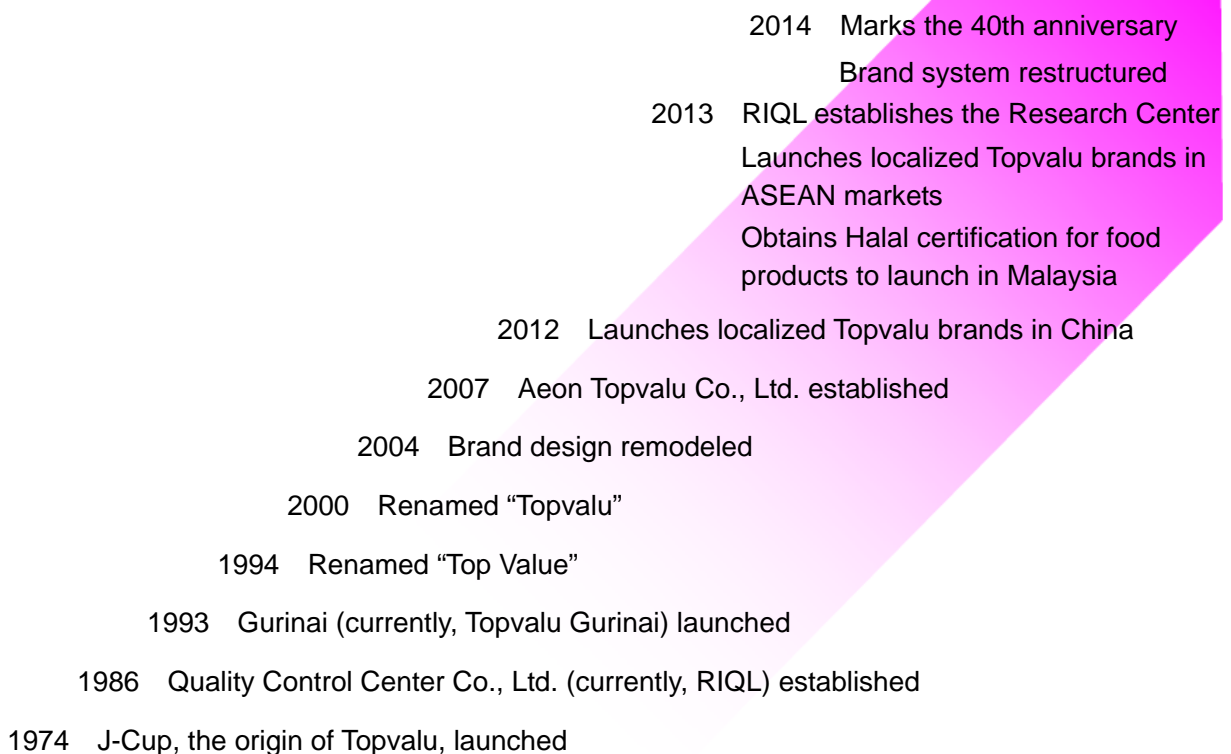 2014 Marks the 40th anniversary
Brand system restructured
2013 RIQL establishes the Research Center
Launches localized Topvalu brands in
ASEAN markets
Obtains Halal certification for food
products to launch in Malaysia
2012 Launches localized Topvalu brands in China
2007 Aeon Topvalu Co., Ltd. established
2004 Brand design remodeled
2000 Renamed “Topvalu”
1994 Renamed “Top Value”
1993 Gurinai (currently, Topvalu Gurinai) launched
1986 Quality Control Center Co., Ltd. (currently, RIQL) established
1974 J-Cup, the origin of Topvalu, launched